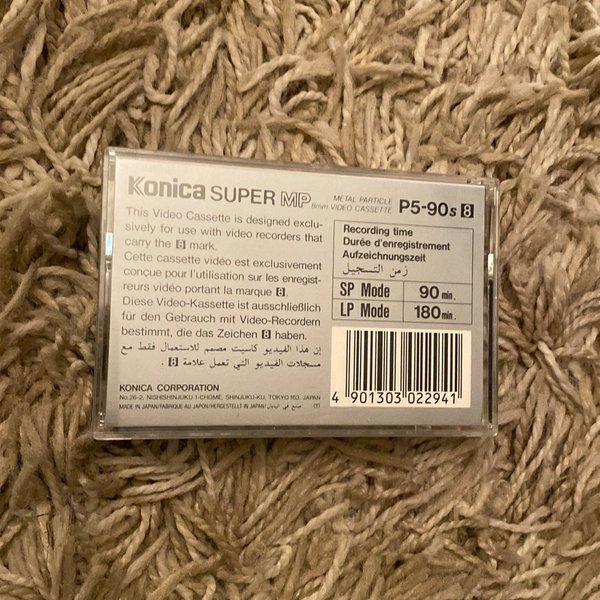 Konica SUPER MP METAL PARTICLE 8mm VIDEO CASSETTE P5-90s 8
This Video Cassette is designed exclu-
sively for use with video recorders that
carry the 8 mark.
Cette cassette vidéo est exclusivement
conçue pour l'utilisation sur les enregist-
reurs vidéo portant la marque 8.
Diese Video-Kassette ist ausschließlich
für den Gebrauch mit Video-Recordern
bestimmt, die das Zeichen 8 haben.
إن هذا الفيديو كاسيت مصمم للاستعمال فقط مع
مسجلات الفيديو التي تحمل علامة 8.
KONICA CORPORATION
No.26-2, NISHISHINJUKU 1-CHOME, SHINJUKU-KU, TOKYO 163, JAPAN
MADE IN JAPAN/FABRIQUE AU JAPON/HERGESTELLT IN JAPAN/ صنع في اليابان (T)
Recording time
Durée d'enregistrement
Aufzeichnungszeit
زمن التسجيل
SP Mode 90 min.
LP Mode 180 min.
4 901303 022941